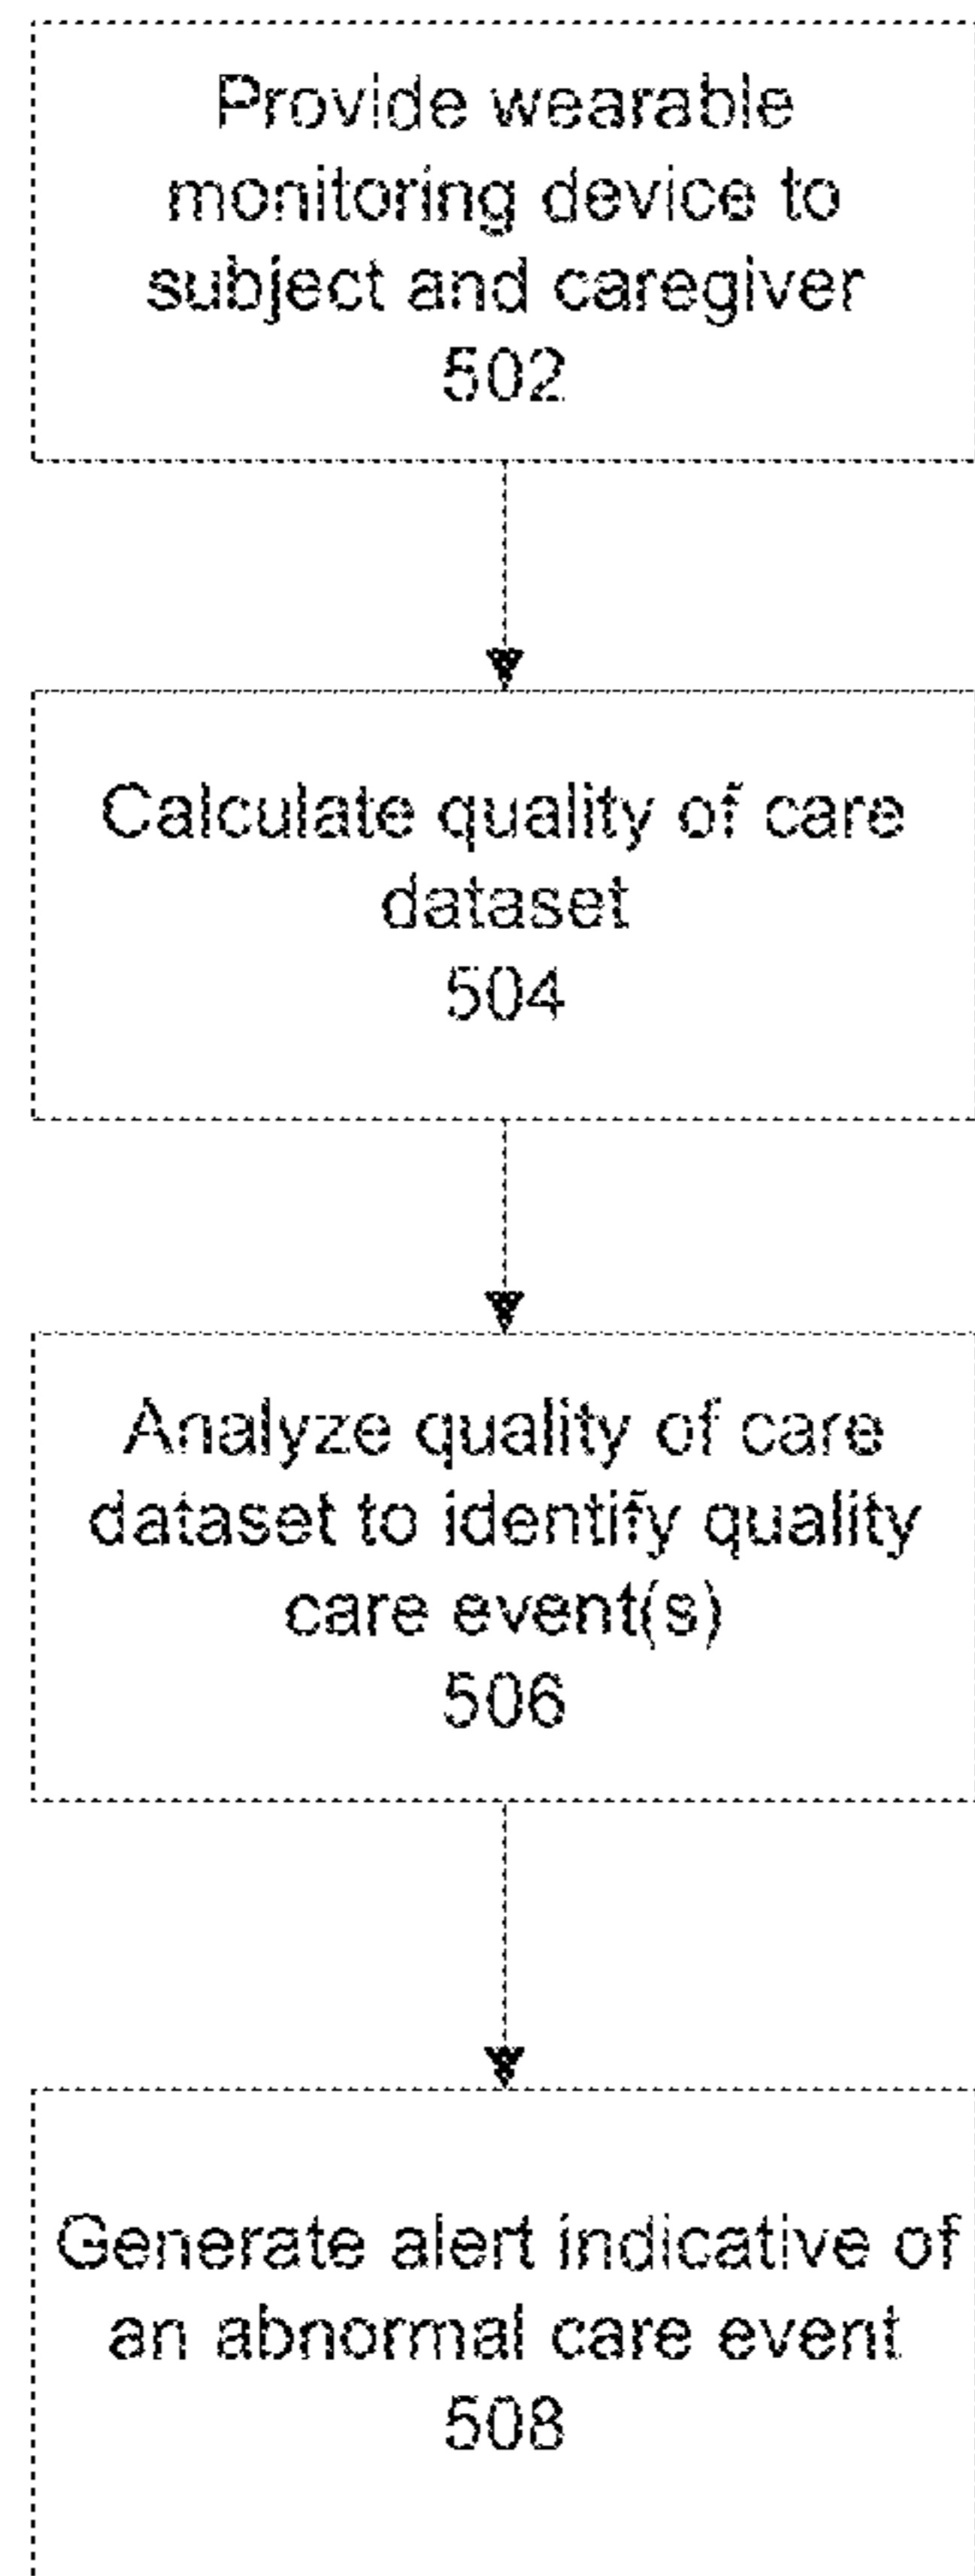 Provide wearable
monitoring device to
subject and caregiver
502
Calculate quality of care
dataset
504
Analyze quality of care
dataset to identify quality
care event(s)
506
Generate alert indicative of
an abnormal care event
508